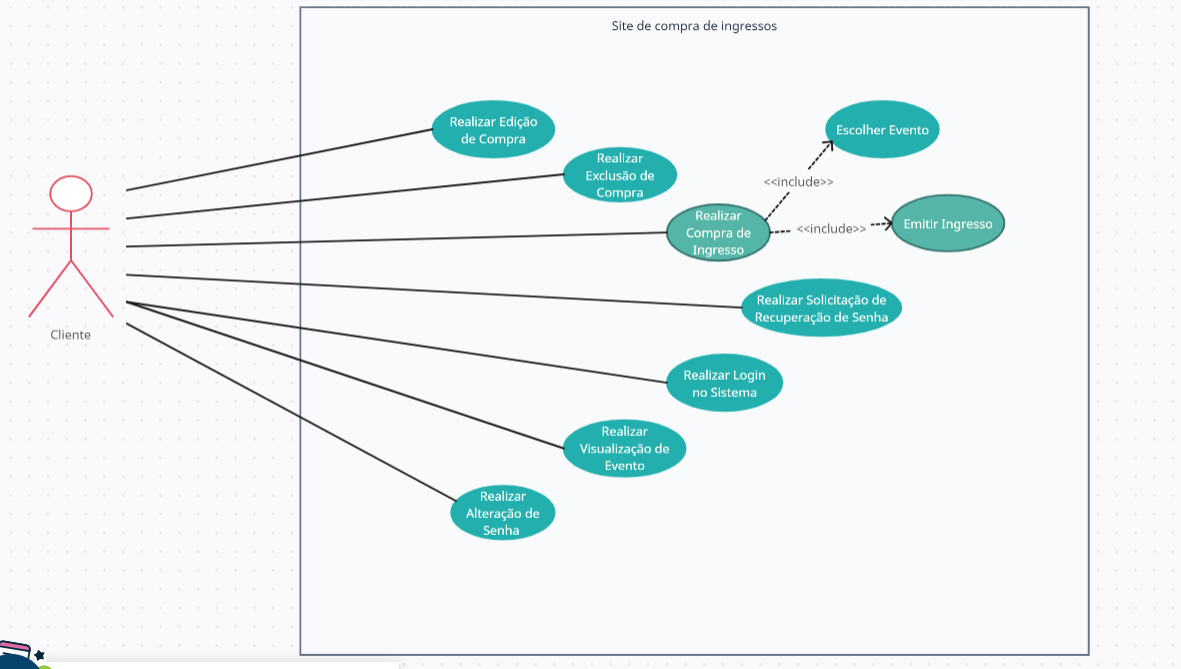 Site de compra de ingressos
Realizar Edição
de Compra
Escolher Evento
Realizar
Exclusão de
Compra
<<include>>
Realizar
Compra de
Ingresso
<<include>>
Emitir Ingresso
Realizar Solicitação de
Recuperação de Senha
Cliente
Realizar Login
no Sistema
Realizar
Visualização de
Evento
Realizar
Alteração de
Senha